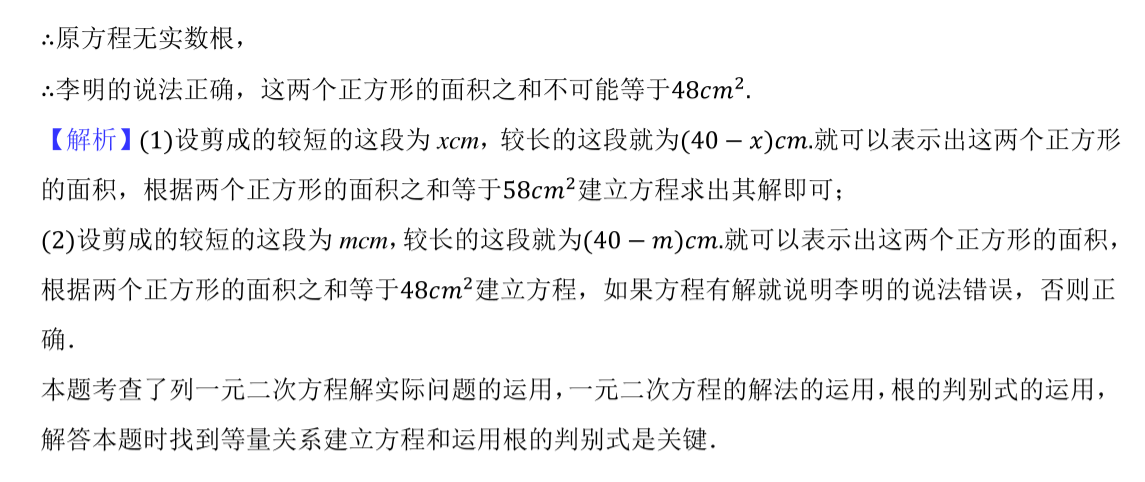 ∴原方程无实数根，
∴李明的说法正确，这两个正方形的面积之和不可能等于48cm².
【解析】(1)设剪成的较短的这段为 xcm，较长的这段就为(40 − x)cm.就可以表示出这两个正方形
的面积，根据两个正方形的面积之和等于58cm²建立方程求出其解即可；
(2)设剪成的较短的这段为 mcm，较长的这段就为(40 − m)cm.就可以表示出这两个正方形的面积，
根据两个正方形的面积之和等于48cm²建立方程，如果方程有解就说明李明的说法错误，否则正
确．
本题考查了列一元二次方程解实际问题的运用，一元二次方程的解法的运用，根的判别式的运用，
解答本题时找到等量关系建立方程和运用根的判别式是关键．